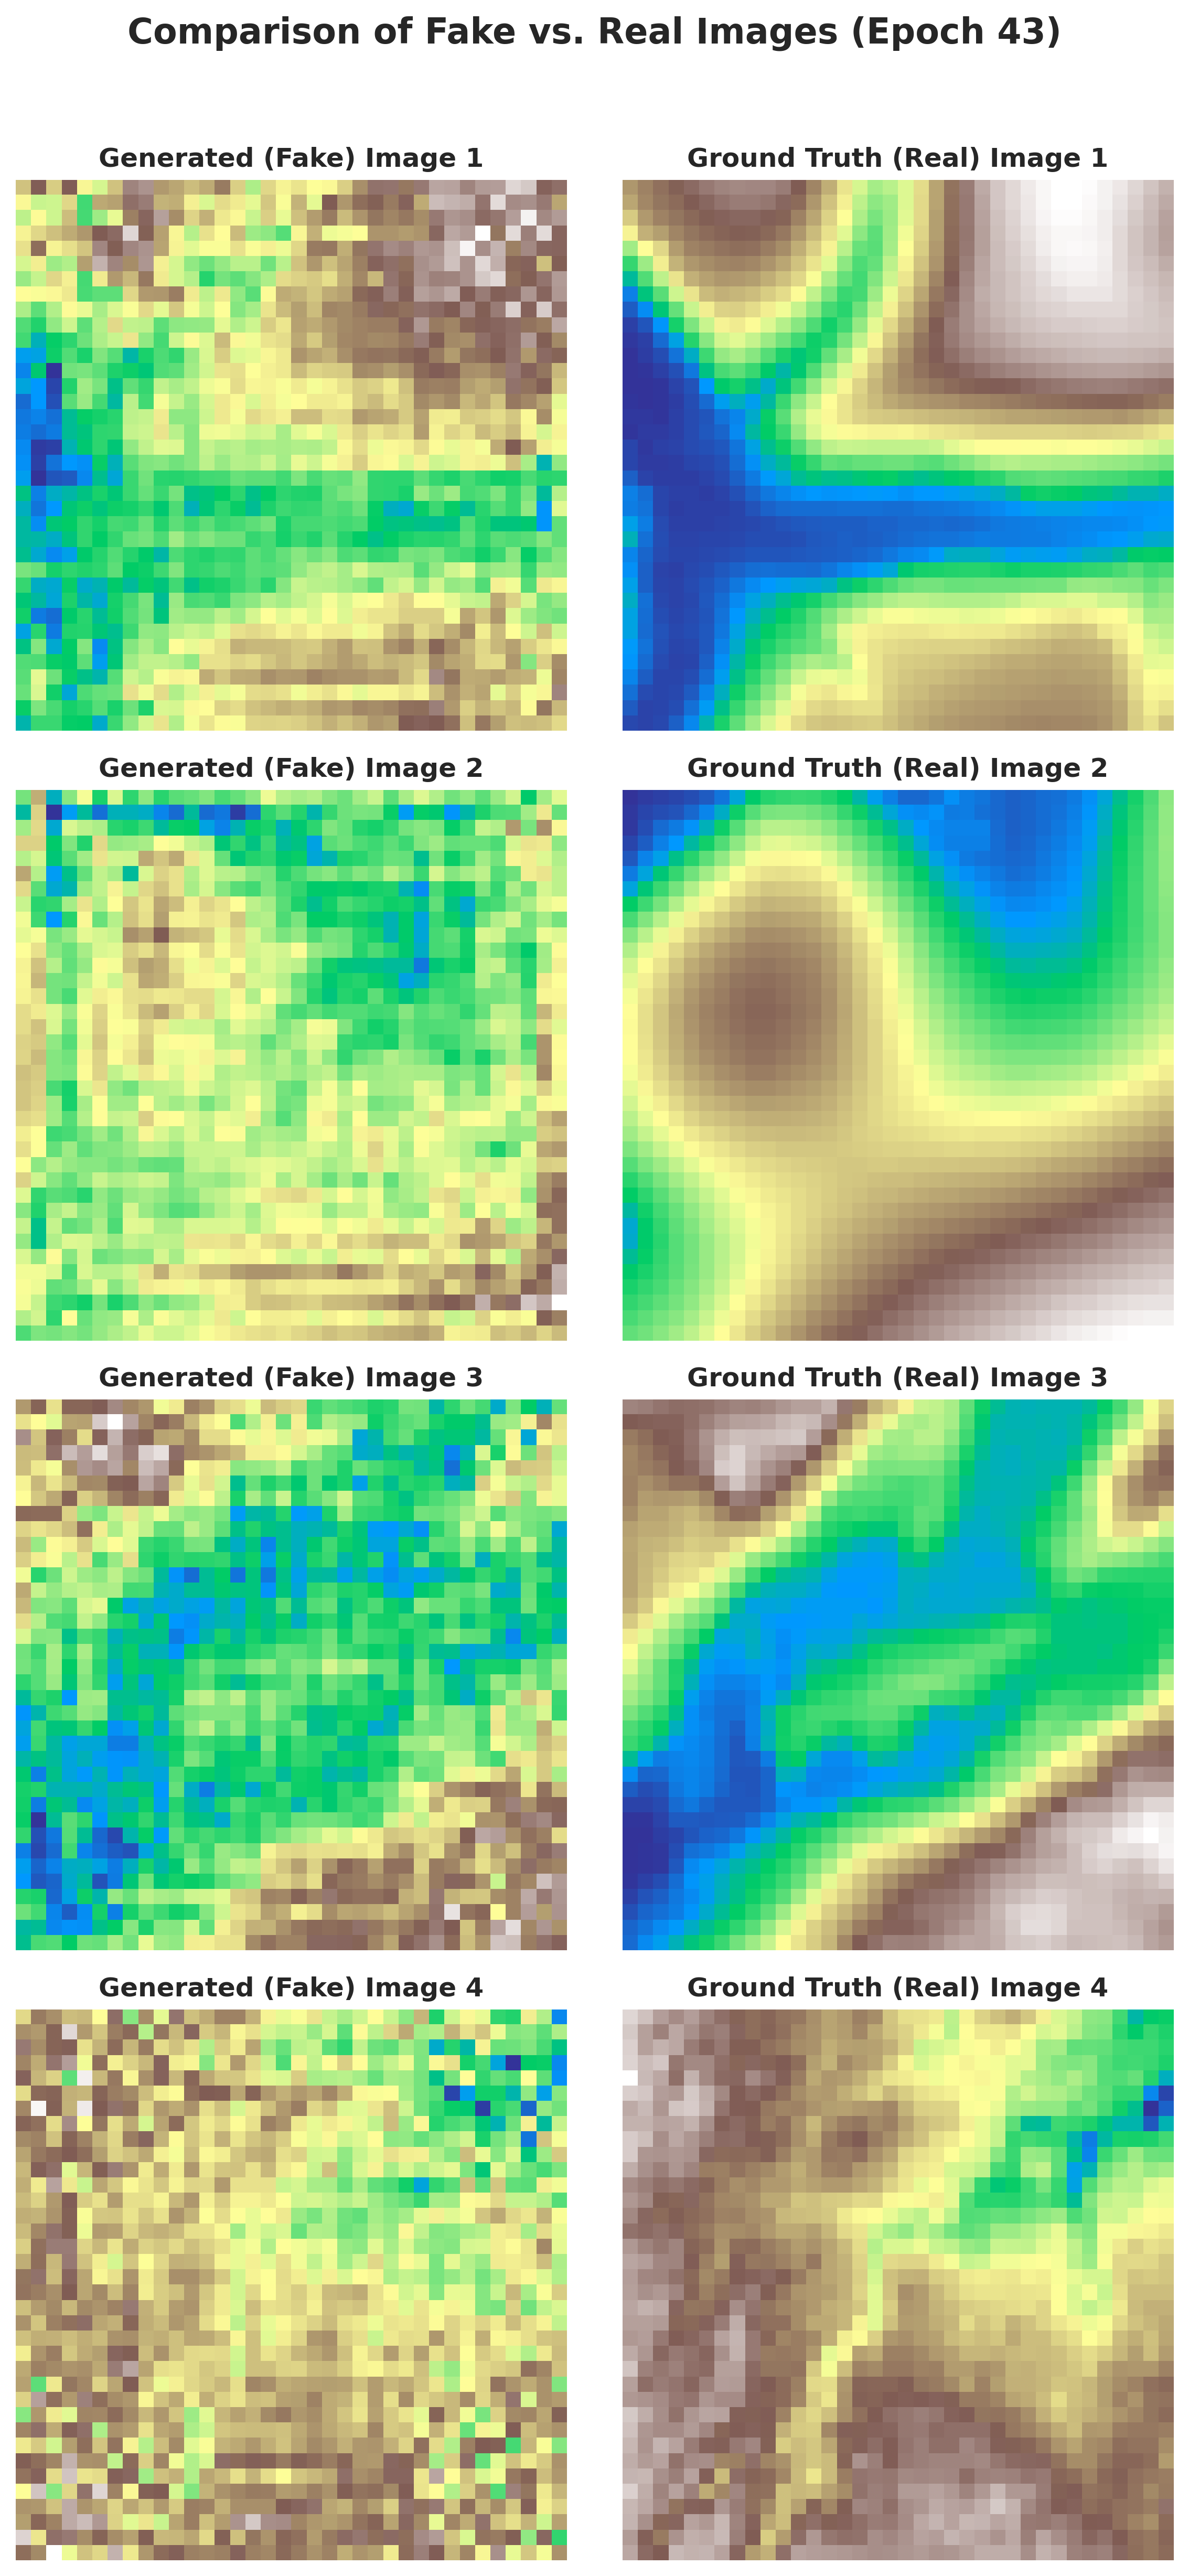 Comparison of Fake vs. Real Images (Epoch 43)
Generated (Fake) Image 1
Ground Truth (Real) Image 1
Generated (Fake) Image 2
Ground Truth (Real) Image 2
Generated (Fake) Image 3
Ground Truth (Real) Image 3
Generated (Fake) Image 4
Ground Truth (Real) Image 4